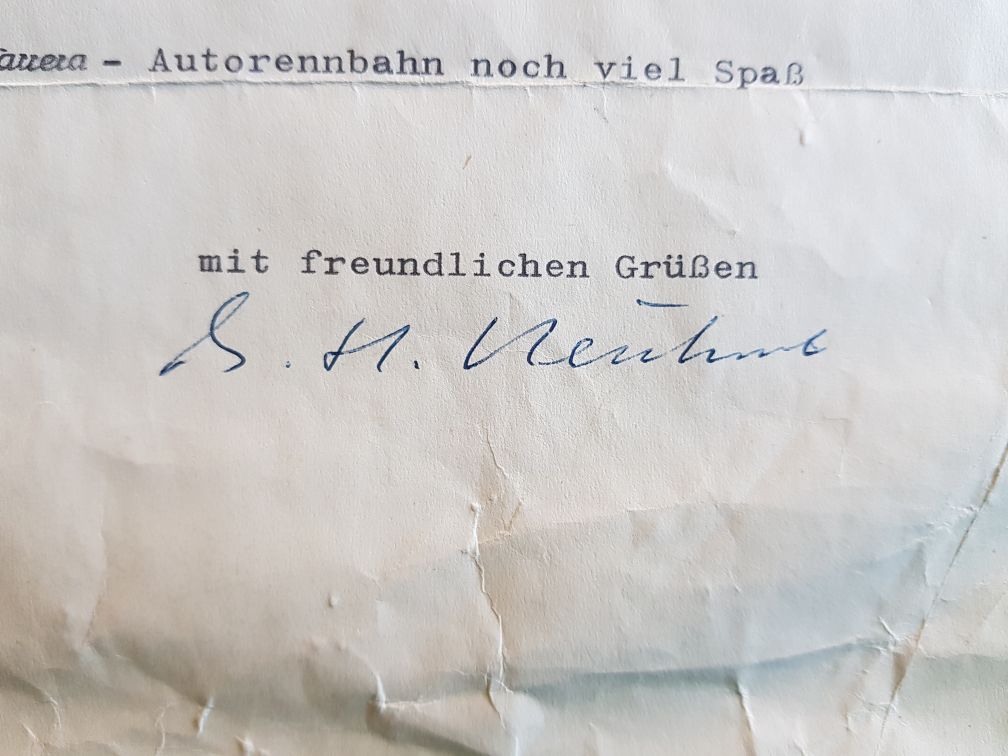 - Autorennbahn noch viel Spaß
mit freundlichen Grüßen